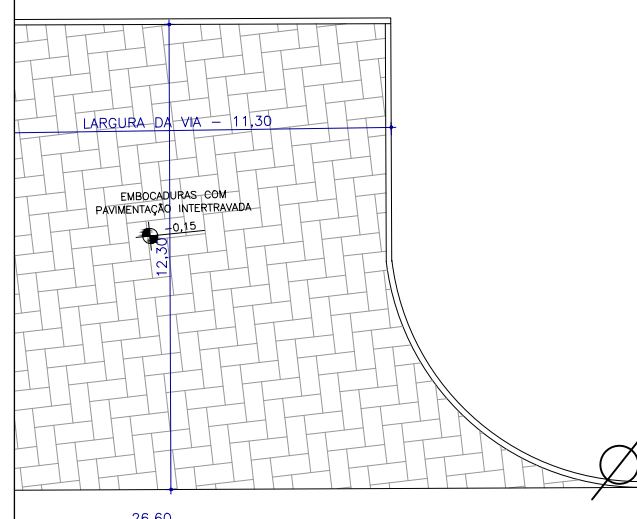 LARGURA DA VIA - 11,30
EMBOCADURAS COM
PAVIMENTAÇÃO INTERTRAVADA
-0,15
12,30
26,60